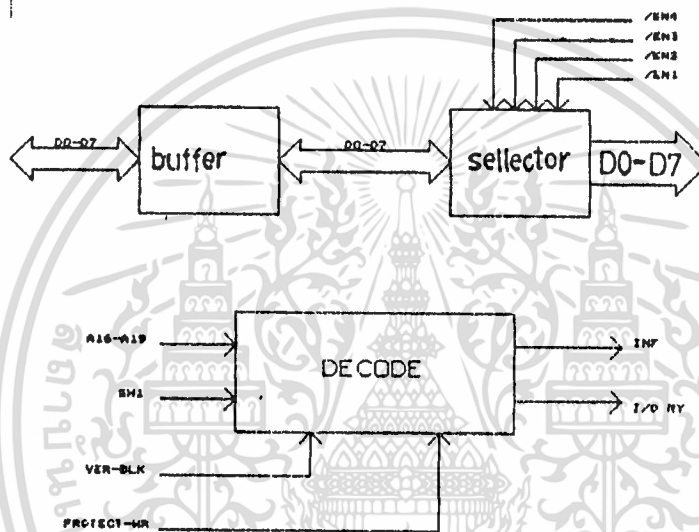 /EN4
/EN3
/EN2
/EN1
D0-D7
buffer
D0-D7
sellector
D0-D7
A16-A19
DECODE
INF
SW1
I/O RY
VER-BLK
PROTECT-WR